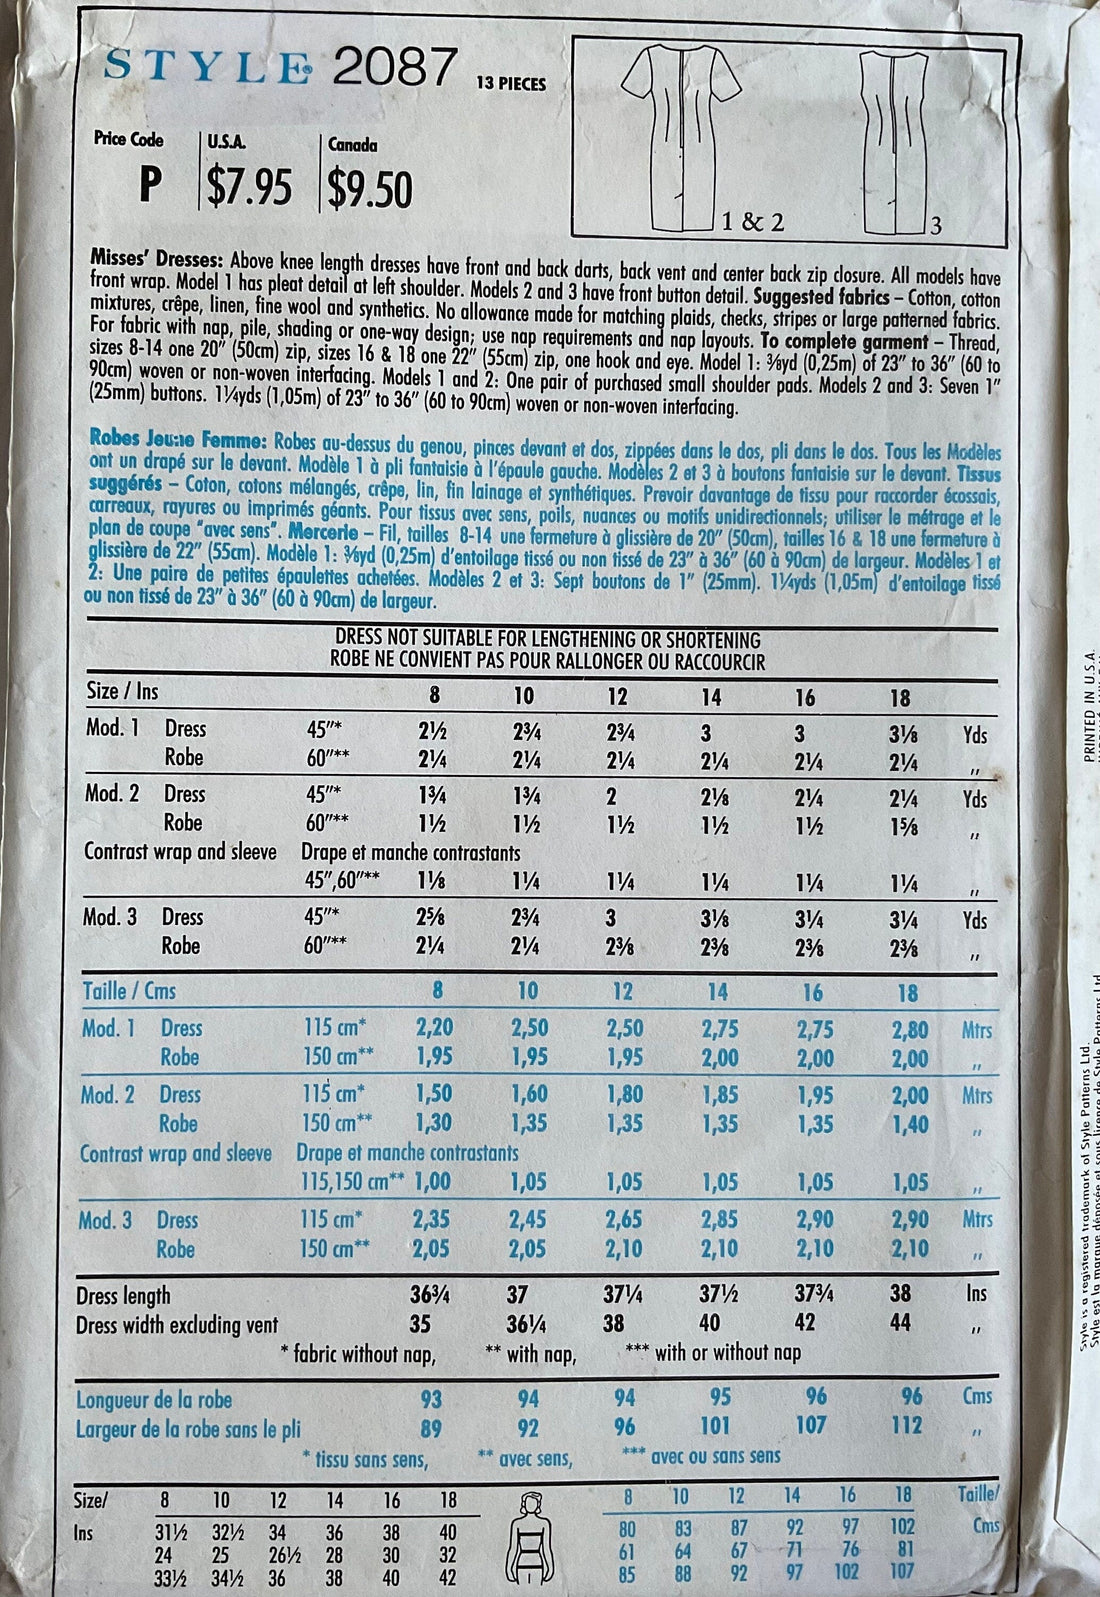 STYLE® 2087 13 PIECES
Price Code U.S.A. Canada
P $7.95 $9.50
1 & 2 3
Misses' Dresses: Above knee length dresses have front and back darts, back vent and center back zip closure. All models have
front wrap. Model 1 has pleat detail at left shoulder. Models 2 and 3 have front button detail. Suggested fabrics – Cotton, cotton
mixtures, crêpe, linen, fine wool and synthetics. No allowance made for matching plaids, checks, stripes or large patterned fabrics.
For fabric with nap, pile, shading or one-way design; use nap requirements and nap layouts. To complete garment – Thread,
sizes 8-14 one 20" (50cm) zip, sizes 16 & 18 one 22" (55cm) zip, one hook and eye. Model 1: ⅜yd (0,25m) of 23" to 36" (60 to
90cm) woven or non-woven interfacing. Models 1 and 2: One pair of purchased small shoulder pads. Models 2 and 3: Seven 1"
(25mm) buttons. 1¼yds (1,05m) of 23" to 36" (60 to 90cm) woven or non-woven interfacing.
Robes Jeune Femme: Robes au-dessus du genou, pinces devant et dos, zippées dans le dos, pli dans le dos. Tous les Modèles
ont un drapé sur le devant. Modèle 1 à pli fantaisie à l'épaule gauche. Modèles 2 et 3 à boutons fantaisie sur le devant. Tissus
suggérés – Coton, cotons mélangés, crêpe, lin, fin lainage et synthétiques. Prevoir davantage de tissu pour raccorder écossais,
carreaux, rayures ou imprimés géants. Pour tissus avec sens, poils, nuances ou motifs unidirectionnels; utiliser le métrage et le
plan de coupe "avec sens". Mercerie – Fil, tailles 8-14 une fermeture à glissière de 20" (50cm), tailles 16 & 18 une fermeture à
glissière de 22" (55cm). Modèle 1: ⅜yd (0,25m) d'entoilage tissé ou non tissé de 23" à 36" (60 à 90cm) de largeur. Modèles 1 et
2: Une paire de petites épaulettes achetées. Modèles 2 et 3: Sept boutons de 1" (25mm). 1¼yds (1,05m) d'entoilage tissé
ou non tissé de 23" à 36" (60 à 90cm) de largeur.
DRESS NOT SUITABLE FOR LENGTHENING OR SHORTENING
ROBE NE CONVIENT PAS POUR RALLONGER OU RACCOURCIR
Size / Ins 8 10 12 14 16 18
Mod. 1 Dress 45"* 2½ 2¾ 2¾ 3 3 3⅛ Yds
Robe 60"** 2¼ 2¼ 2¼ 2¼ 2¼ 2¼ "
Mod. 2 Dress 45"* 1¾ 1¾ 2 2⅛ 2¼ 2¼ Yds
Robe 60"** 1½ 1½ 1½ 1½ 1½ 1⅝ "
Contrast wrap and sleeve Drape et manche contrastants
45",60"** 1⅛ 1¼ 1¼ 1¼ 1¼ 1¼ "
Mod. 3 Dress 45"* 2⅝ 2¾ 3 3⅛ 3¼ 3¼ Yds
Robe 60"** 2¼ 2¼ 2⅜ 2⅜ 2⅜ 2⅜ "
Taille / Cms 8 10 12 14 16 18
Mod. 1 Dress 115 cm* 2,20 2,50 2,50 2,75 2,75 2,80 Mtrs
Robe 150 cm** 1,95 1,95 1,95 2,00 2,00 2,00 "
Mod. 2 Dress 115 cm* 1,50 1,60 1,80 1,85 1,95 2,00 Mtrs
Robe 150 cm** 1,30 1,35 1,35 1,35 1,35 1,40 "
Contrast wrap and sleeve Drape et manche contrastants
115,150 cm** 1,00 1,05 1,05 1,05 1,05 1,05 "
Mod. 3 Dress 115 cm* 2,35 2,45 2,65 2,85 2,90 2,90 Mtrs
Robe 150 cm** 2,05 2,05 2,10 2,10 2,10 2,10 "
Dress length 36¾ 37 37¼ 37½ 37¾ 38 Ins
Dress width excluding vent 35 36¼ 38 40 42 44 "
* fabric without nap, ** with nap, *** with or without nap
Longueur de la robe 93 94 94 95 96 96 Cms
Largeur de la robe sans le pli 89 92 96 101 107 112 "
* tissu sans sens, ** avec sens, *** avec ou sans sens
Size/ 8 10 12 14 16 18 8 10 12 14 16 18 Taille/
Ins 31½ 32½ 34 36 38 40 80 83 87 92 97 102 Cms
24 25 26½ 28 30 32 61 64 67 71 76 81
33½ 34½ 36 38 40 42 85 88 92 97 102 107
PRINTED IN U.S.A.
Style is a registered trademark of Style Patterns Ltd.
Style est la marque déposée et sous licence de Style Patterns Ltd